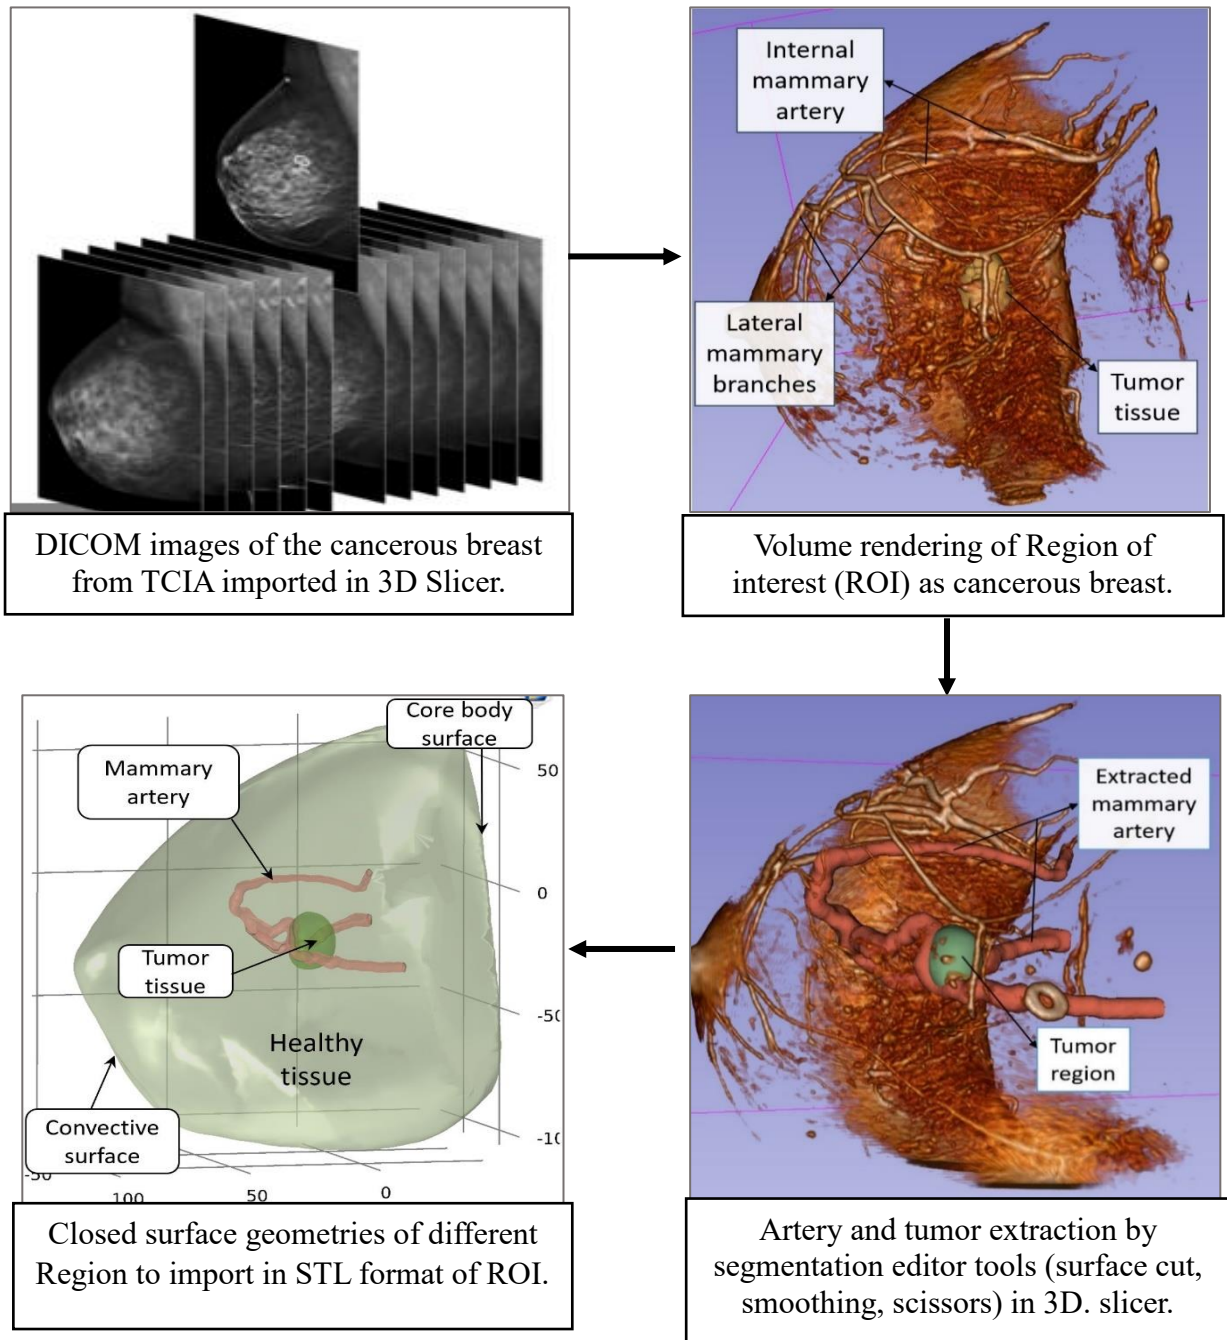 Internal
mammary
artery
Lateral
mammary
branches
Tumor
tissue
DICOM images of the cancerous breast
from TCIA imported in 3D Slicer.
Volume rendering of Region of
interest (ROI) as cancerous breast.
Extracted
mammary
artery
Tumor
region
Artery and tumor extraction by
segmentation editor tools (surface cut,
smoothing, scissors) in 3D. slicer.
Core body
surface
Mammary
artery
Tumor
tissue
Healthy
tissue
Convective
surface
50
0
-50
-10
-50
100
50
0
Closed surface geometries of different
Region to import in STL format of ROI.